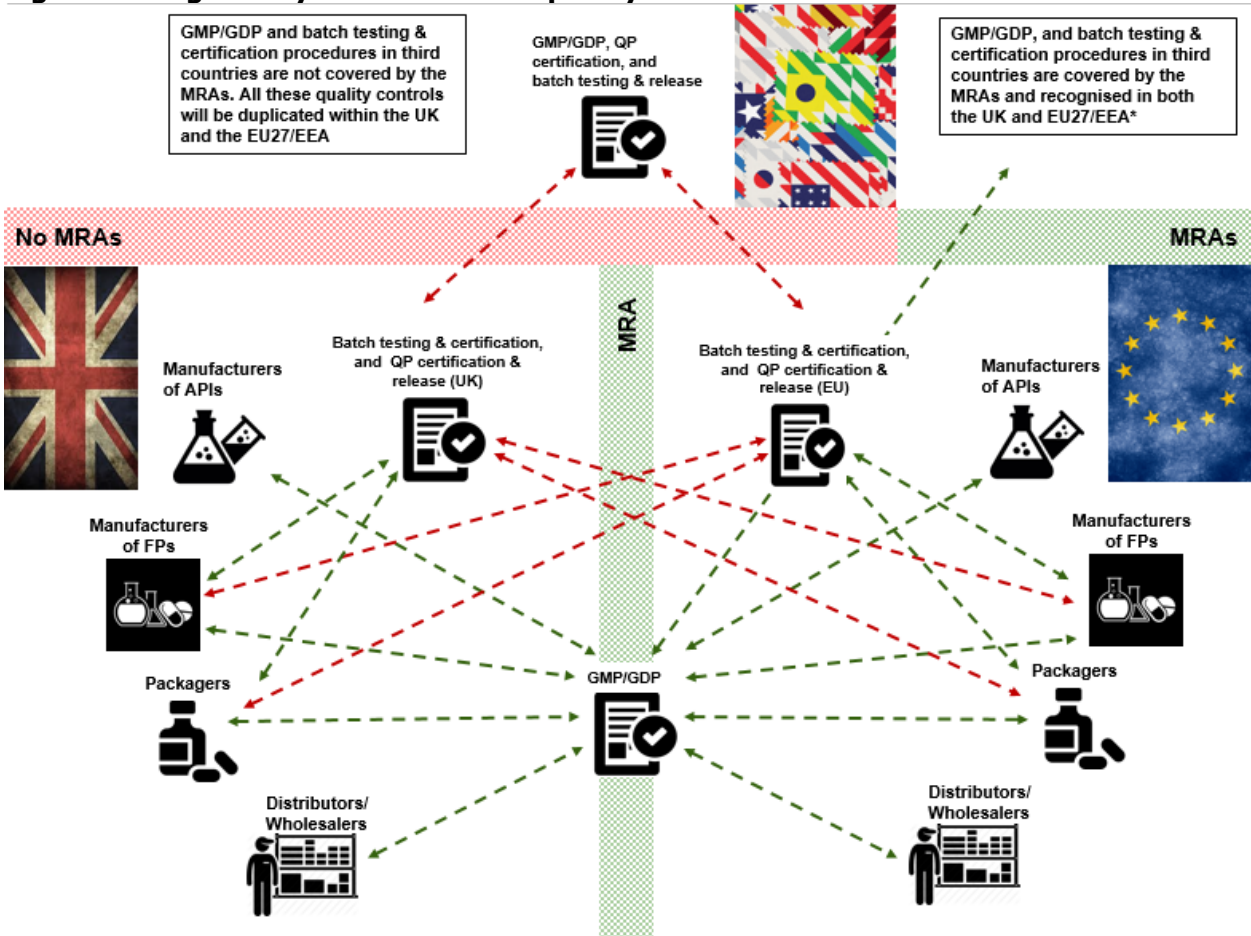 GMP/GDP and batch testing &
certification procedures in third
countries are not covered by the
MRAs. All these quality controls
will be duplicated within the UK
and the EU27/EEA
GMP/GDP, QP
certification, and
batch testing & release
GMP/GDP, and batch testing &
certification procedures in third
countries are covered by the
MRAs and recognised in both
the UK and EU27/EEA*
No MRAs
MRAs
MRA
Batch testing & certification,
and QP certification &
release (UK)
Batch testing & certification,
and QP certification &
release (EU)
Manufacturers
of APIs
Manufacturers
of APIs
Manufacturers
of FPs
Manufacturers
of FPs
Packagers
GMP/GDP
Packagers
Distributors/
Wholesalers
Distributors/
Wholesalers